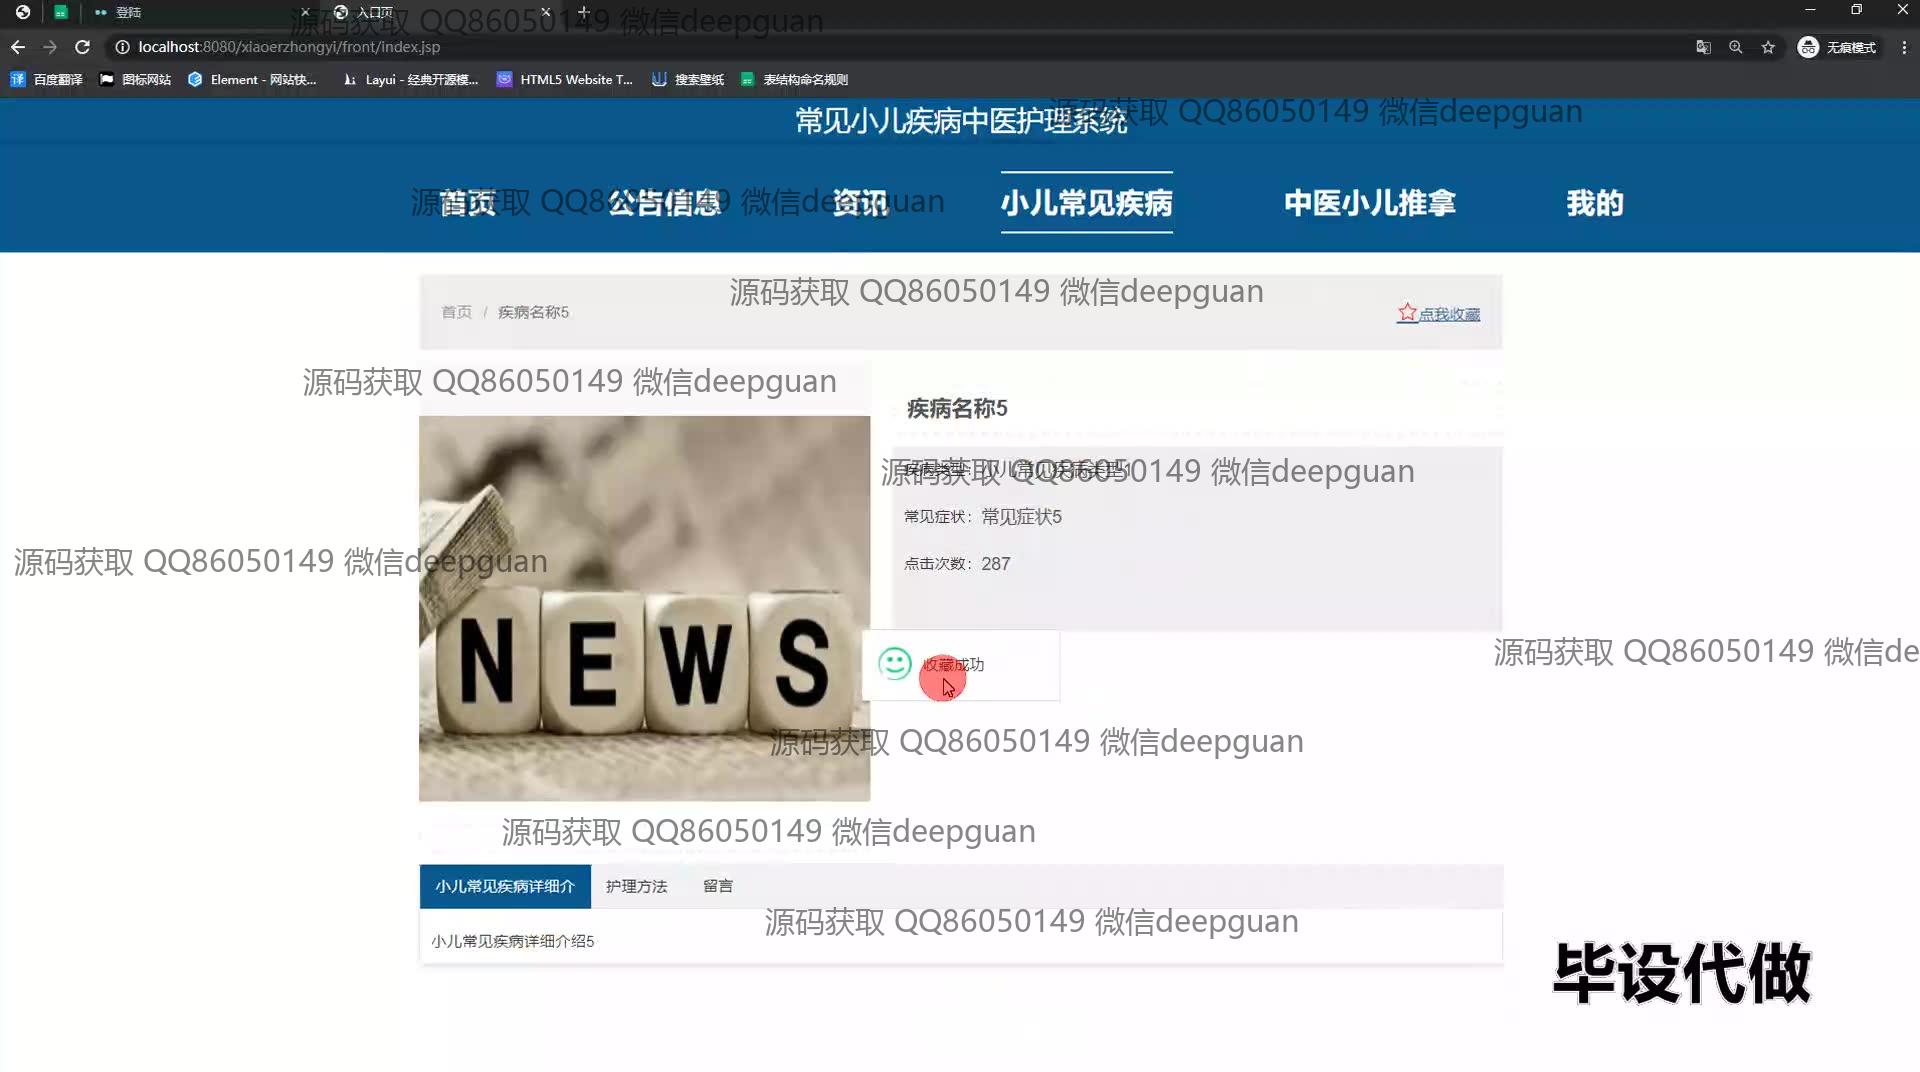 登陆
入口页
源码获取 QQ86050149 微信deepguan
localhost:8080/xiaoerzhongyi/front/index.jsp
无痕模式
百度翻译
图标网站
Element - 网站快...
Layui - 经典开源模...
HTML5 Website T...
搜索壁纸
表结构命名规则
常见小儿疾病中医护理系统
源码获取 QQ86050149 微信deepguan
首页
公告信息
资讯
小儿常见疾病
中医小儿推拿
我的
源码获取 QQ86050149 微信deepguan
源码获取 QQ86050149 微信deepguan
首页 / 疾病名称5
点我收藏
源码获取 QQ86050149 微信deepguan
疾病名称5
疾病类型：小儿常见疾病类型1
源码获取 QQ86050149 微信deepguan
常见症状：常见症状5
源码获取 QQ86050149 微信deepguan
点击次数：287
NEWS
收藏成功
源码获取 QQ86050149 微信de
源码获取 QQ86050149 微信deepguan
源码获取 QQ86050149 微信deepguan
小儿常见疾病详细介
护理方法
留言
源码获取 QQ86050149 微信deepguan
小儿常见疾病详细介绍5
毕设代做